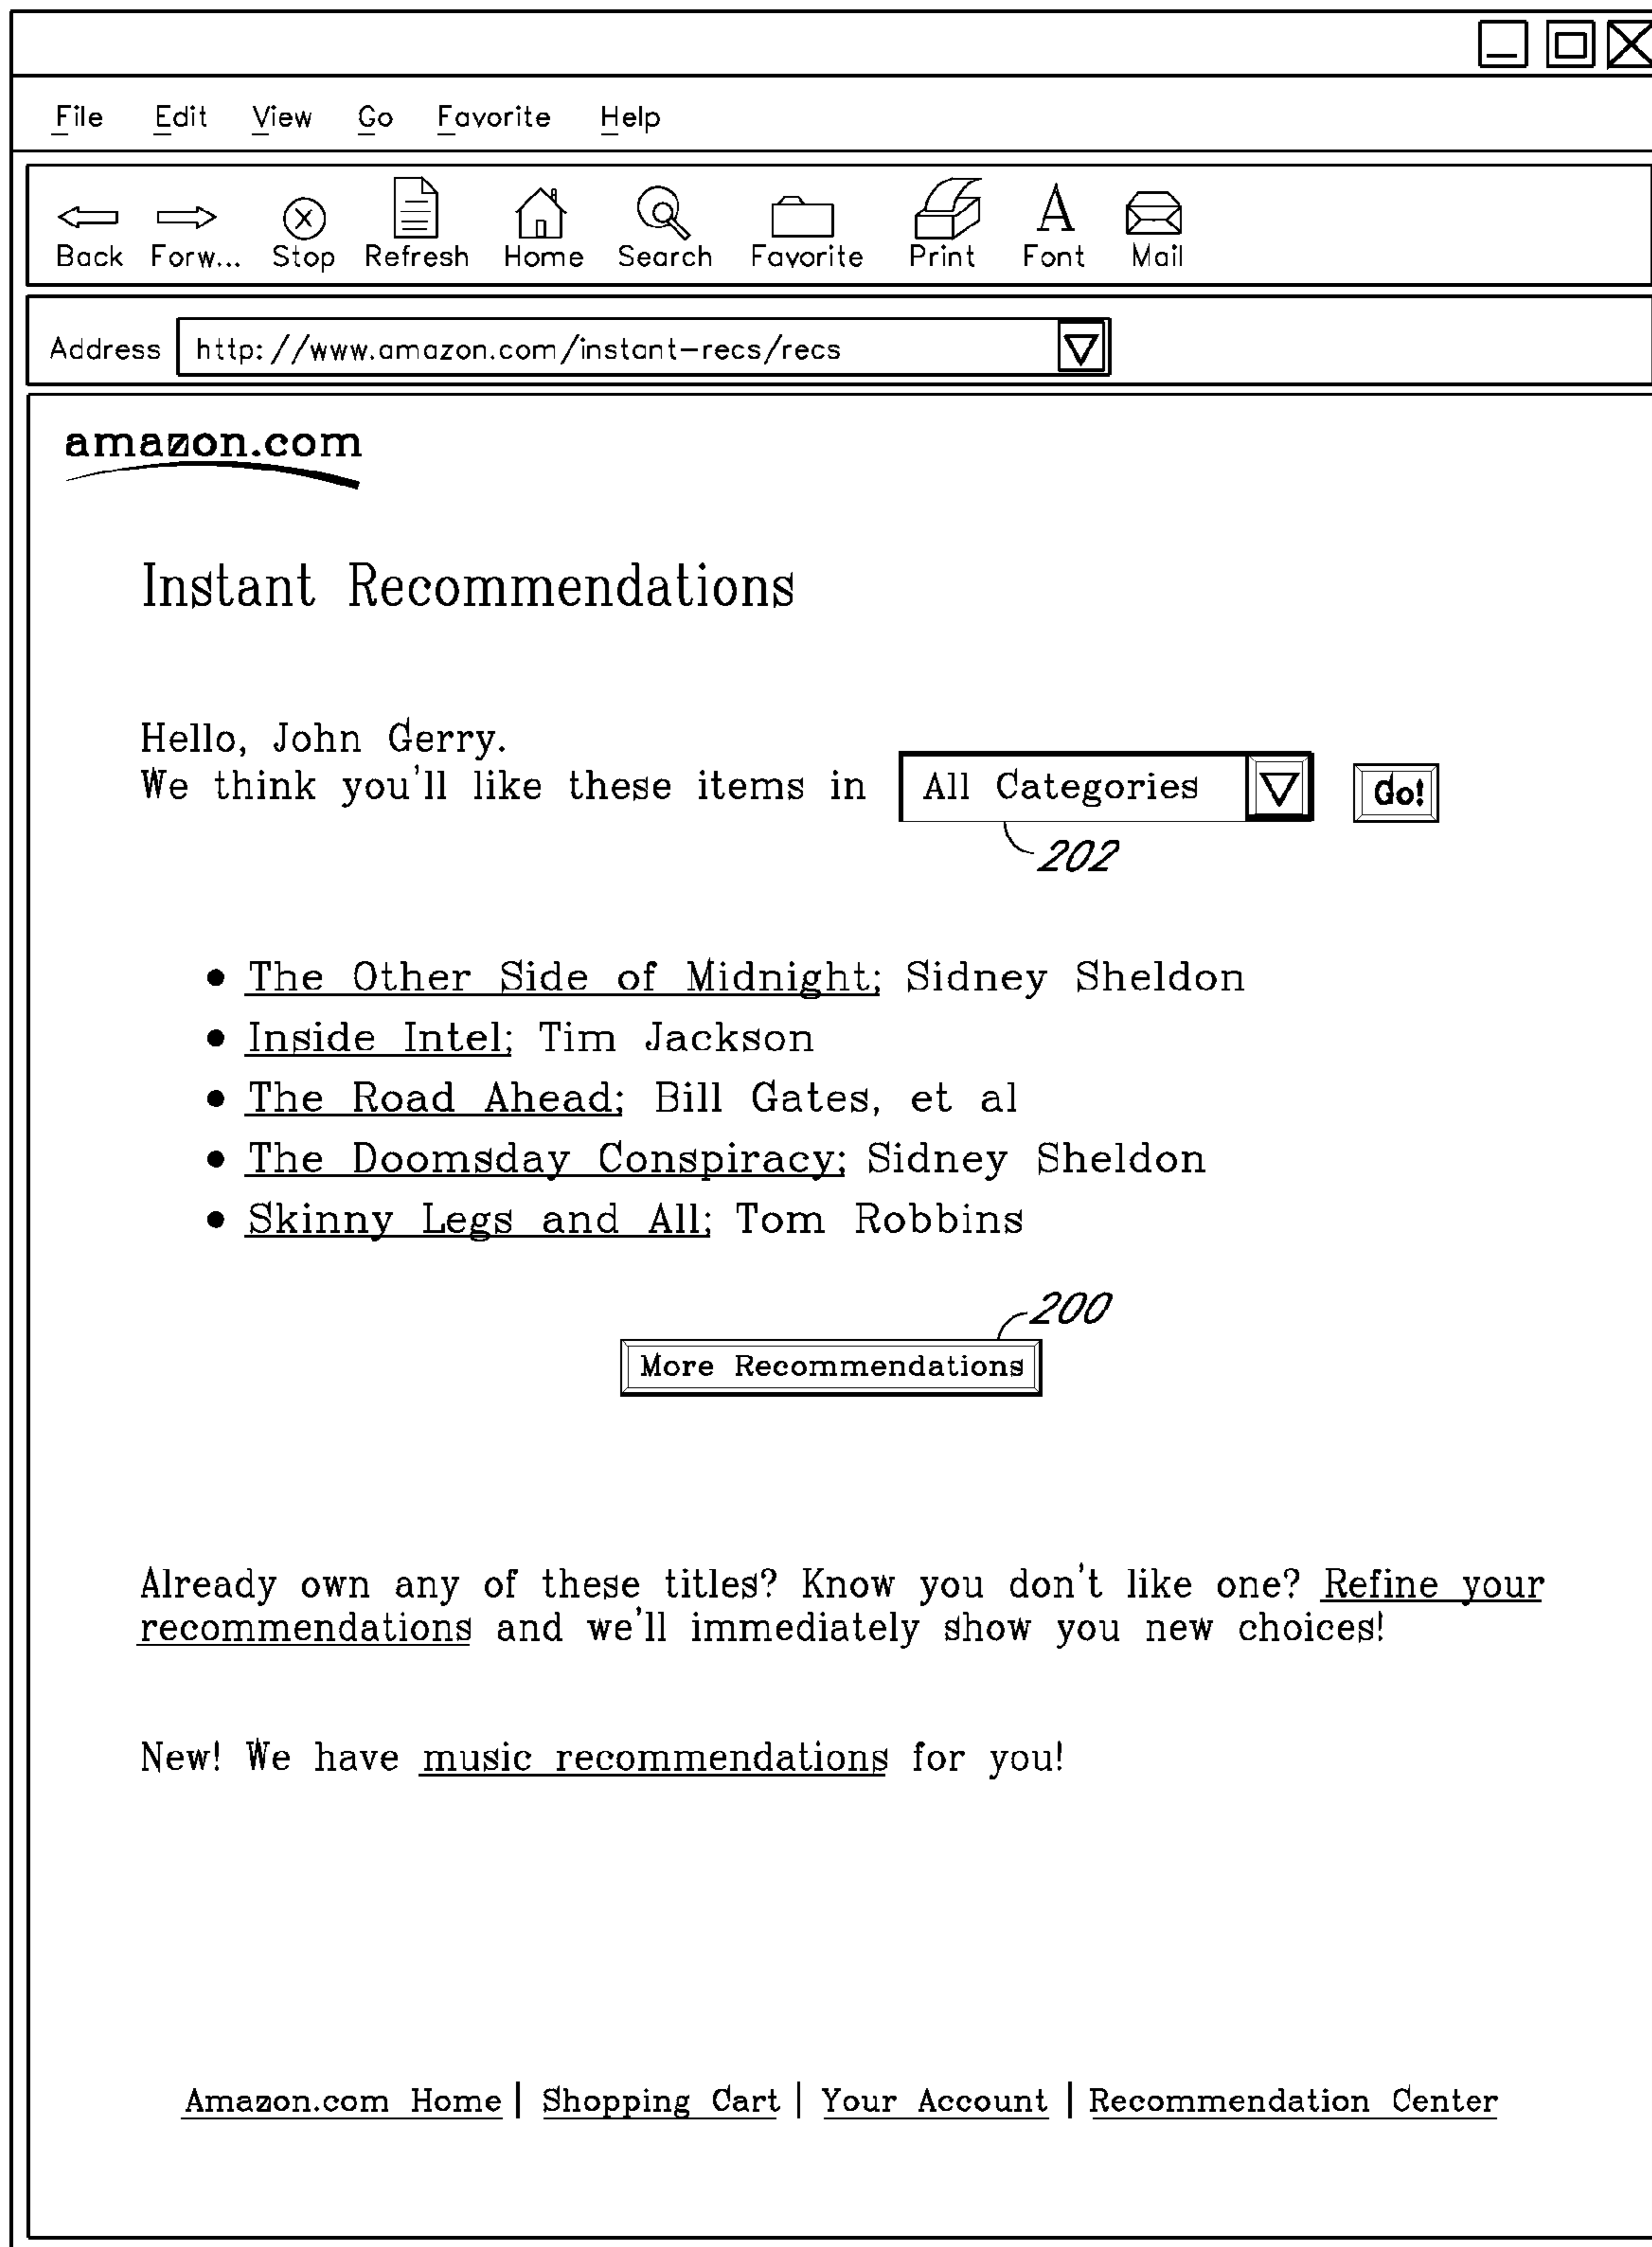 File Edit View Go Favorite Help
Back Forw... Stop Refresh Home Search Favorite Print Font Mail
Address http://www.amazon.com/instant-recs/recs
amazon.com
Instant Recommendations
Hello, John Gerry.
We think you'll like these items in All Categories Go!
202
• The Other Side of Midnight; Sidney Sheldon
• Inside Intel; Tim Jackson
• The Road Ahead; Bill Gates, et al
• The Doomsday Conspiracy; Sidney Sheldon
• Skinny Legs and All; Tom Robbins
200
More Recommendations
Already own any of these titles? Know you don't like one? Refine your
recommendations and we'll immediately show you new choices!
New! We have music recommendations for you!
Amazon.com Home | Shopping Cart | Your Account | Recommendation Center